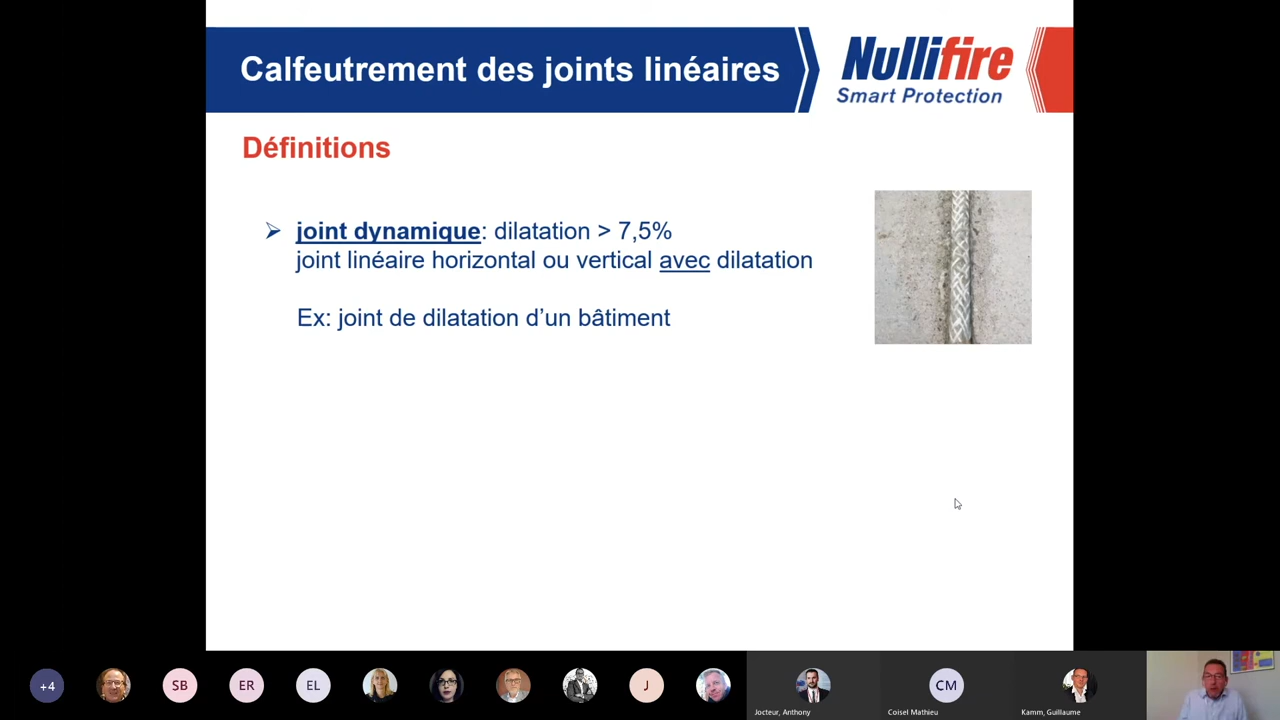 Calfeutrement des joints linéaires
Nullifire
Smart Protection
Définitions
➢ joint dynamique: dilatation > 7,5%
joint linéaire horizontal ou vertical avec dilatation
Ex: joint de dilatation d’un bâtiment
+4
SB
ER
EL
J
CM
Jocteur, Anthony
Coisel Mathieu
Kamm, Guillaume